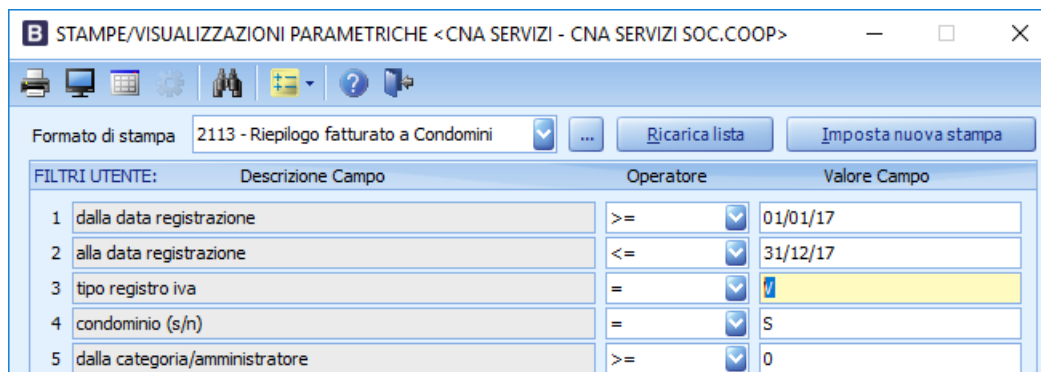 B STAMPE/VISUALIZZAZIONI PARAMETRICHE <CNA SERVIZI - CNA SERVIZI SOC.COOP>
Formato di stampa 2113 - Riepilogo fatturato a Condomini ... Ricarica lista Imposta nuova stampa
FILTRI UTENTE: Descrizione Campo Operatore Valore Campo
1 dalla data registrazione >= 01/01/17
2 alla data registrazione <= 31/12/17
3 tipo registro iva = V
4 condominio (s/n) = S
5 dalla categoria/amministratore >= 0